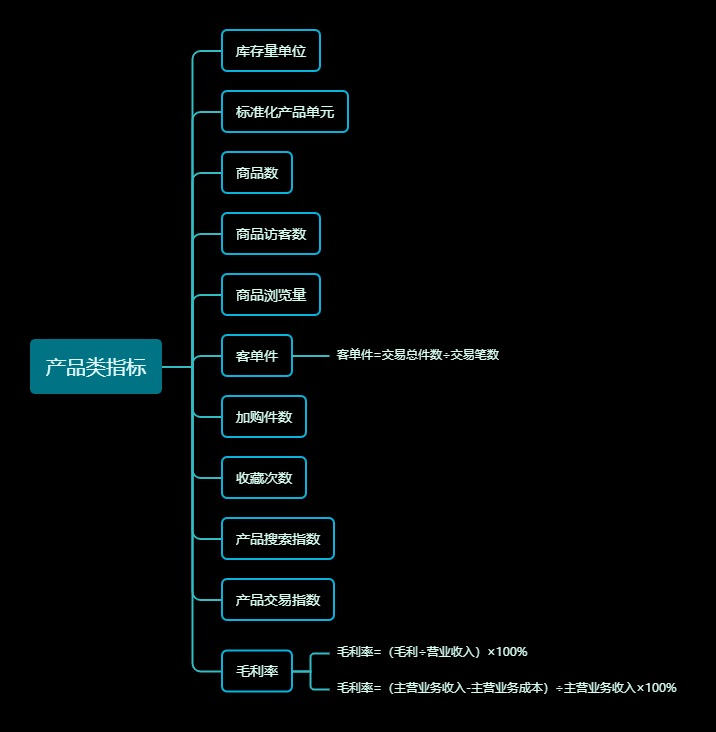 产品类指标
库存量单位
标准化产品单元
商品数
商品访客数
商品浏览量
客单件
客单件=交易总件数÷交易笔数
加购件数
收藏次数
产品搜索指数
产品交易指数
毛利率
毛利率=（毛利÷营业收入）×100%
毛利率=（主营业务收入-主营业务成本）÷主营业务收入×100%